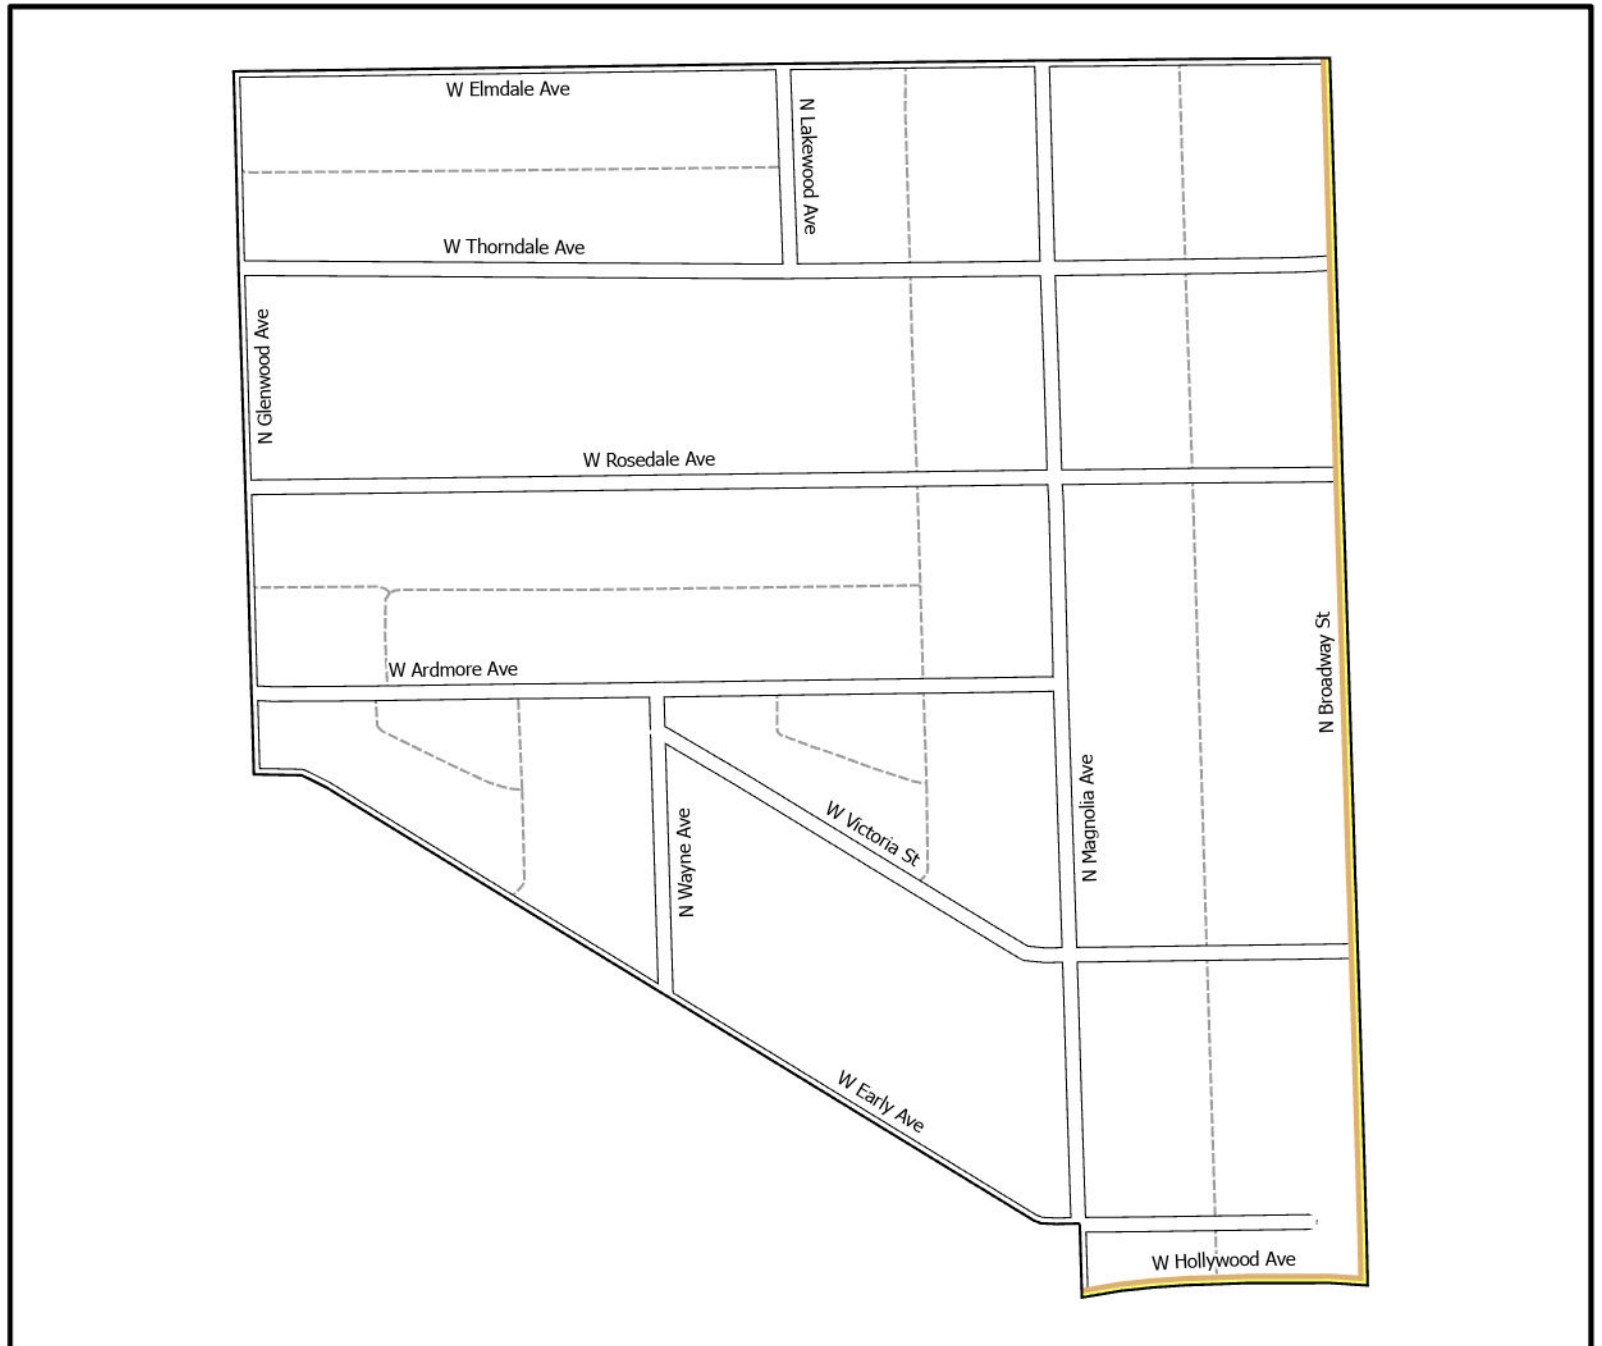 W Elmdale Ave
N Lakewood Ave
W Thorndale Ave
N Glenwood Ave
W Rosedale Ave
W Ardmore Ave
N Broadway St
N Magnolia Ave
N Wayne Ave
W Victoria St
W Early Ave
W Hollywood Ave